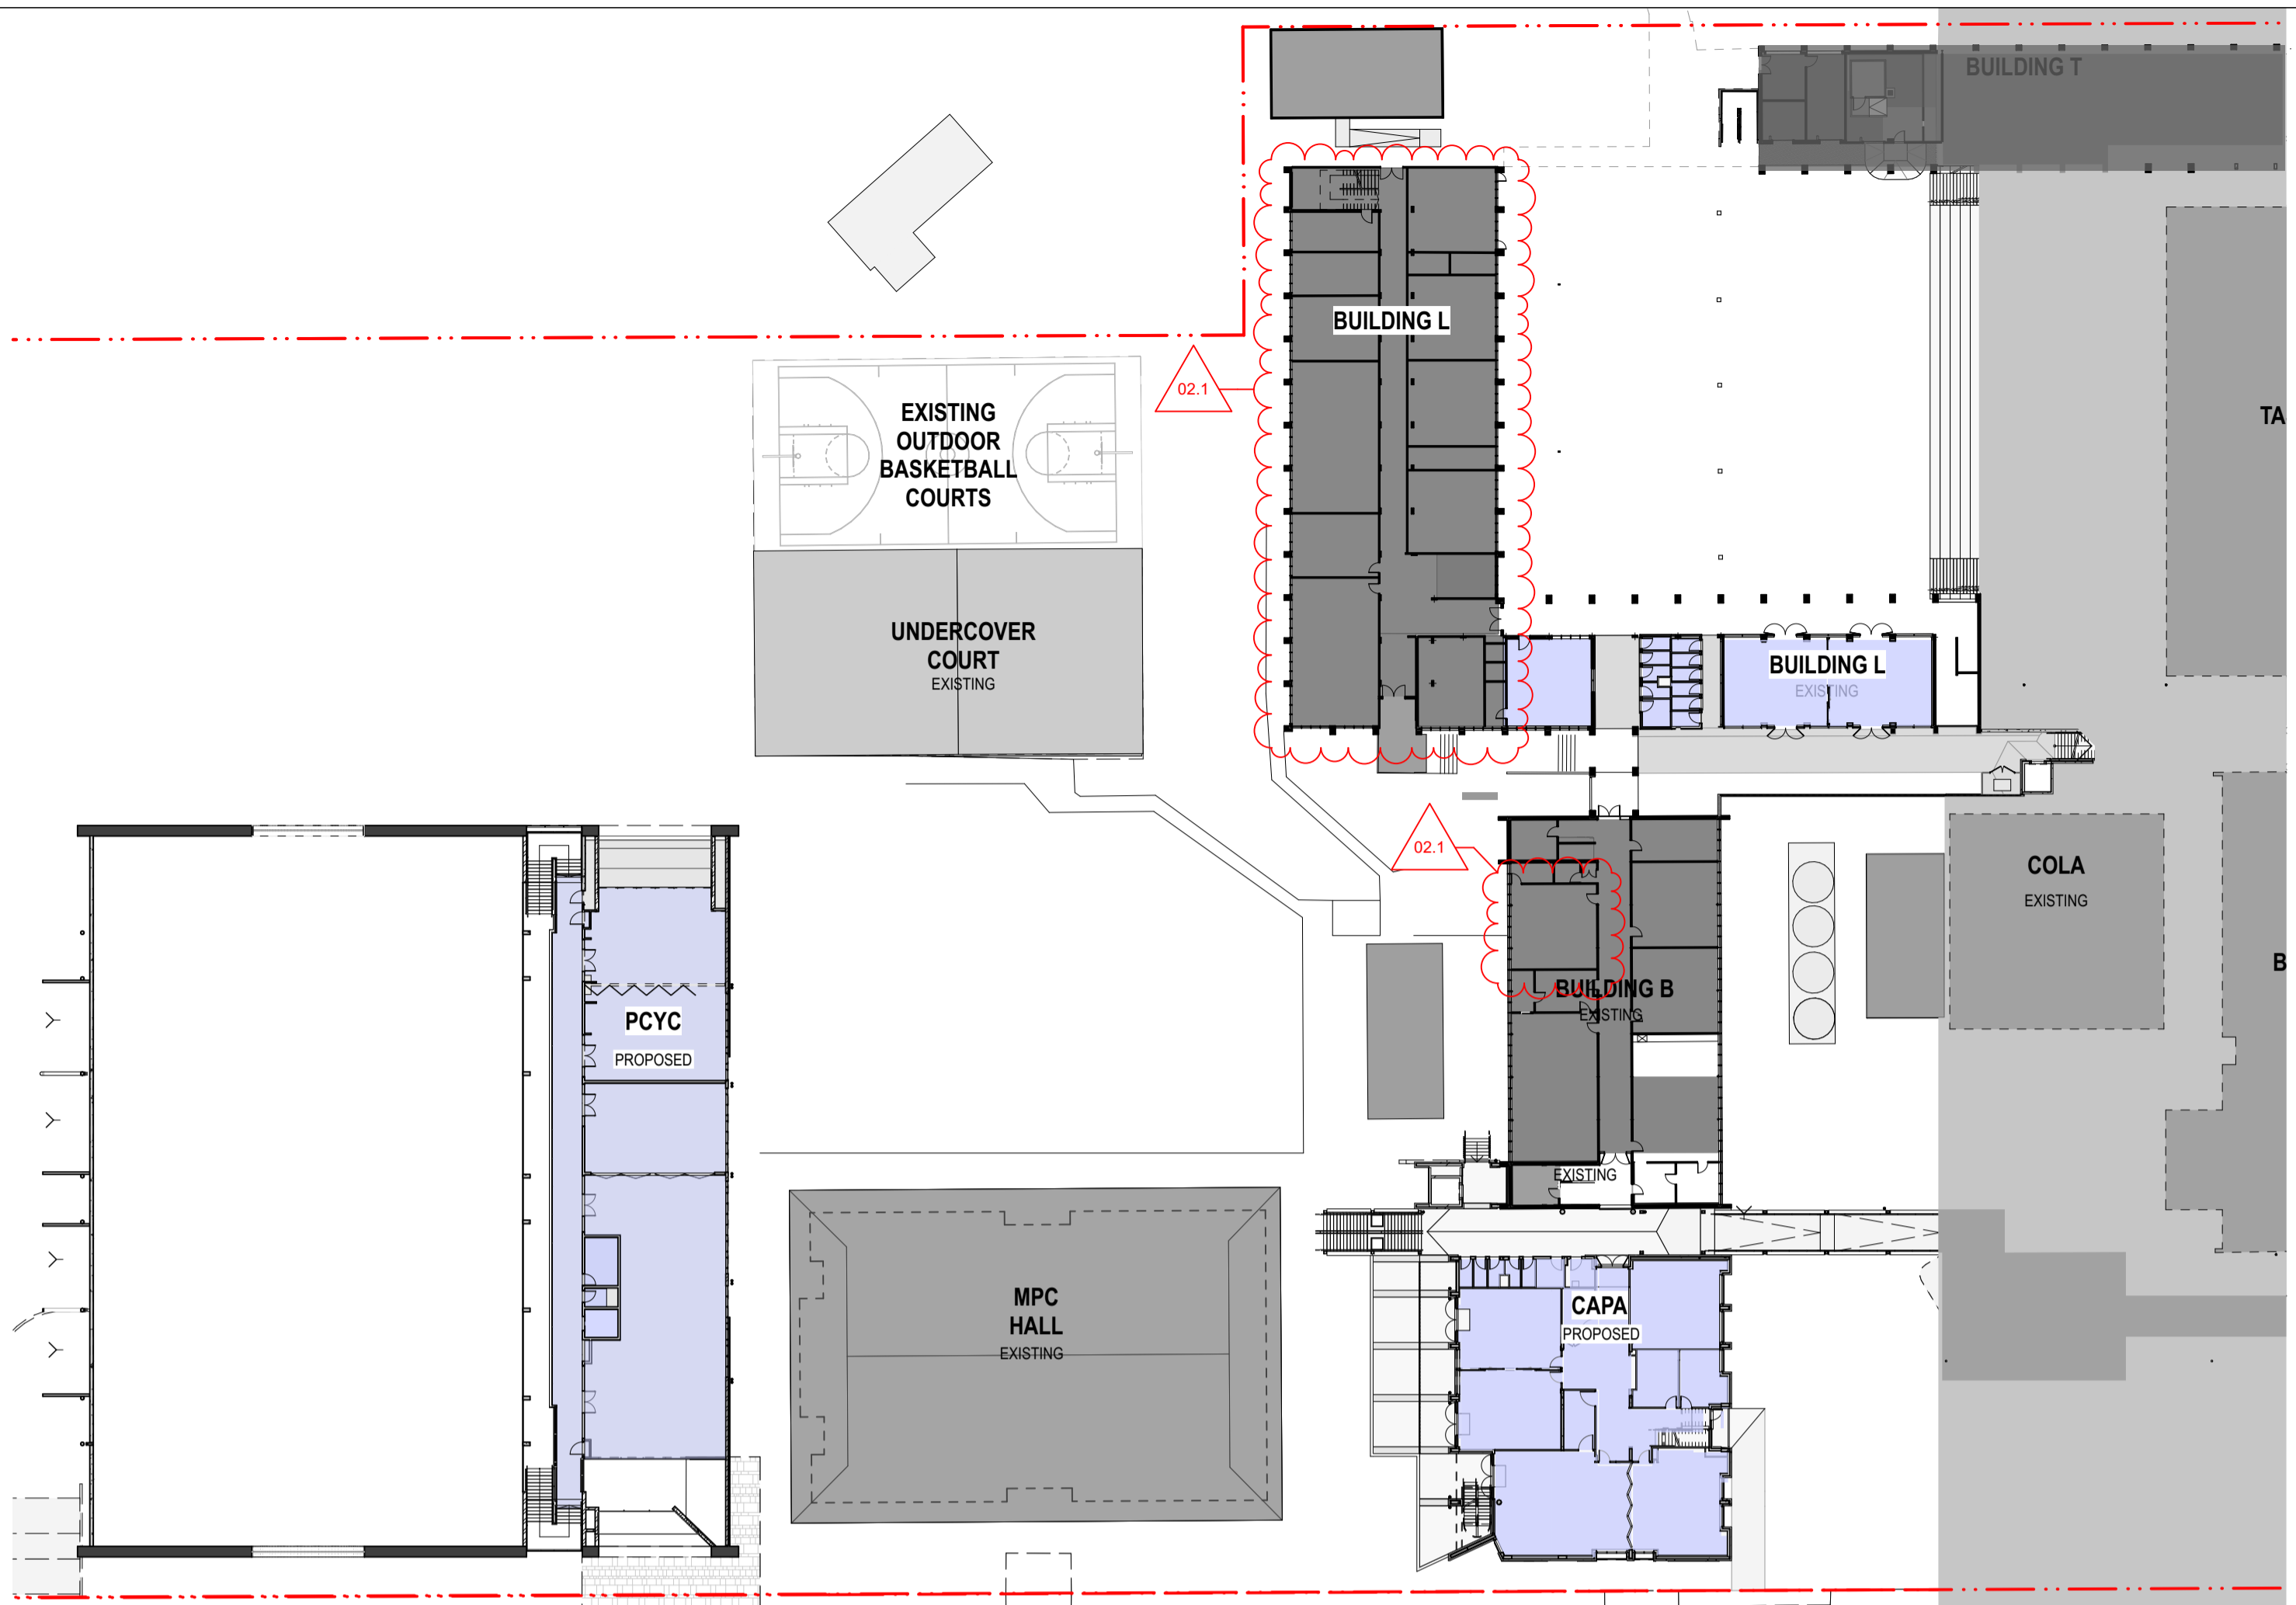 BUILDING T
BUILDING L
02.1
EXISTING
OUTDOOR
BASKETBALL
COURTS
TA
UNDERCOVER
COURT
EXISTING
BUILDING L
EXISTING
02.1
COLA
EXISTING
B
BUILDING B
EXISTING
PCYC
PROPOSED
EXISTING
MPC
HALL
EXISTING
CAPA
PROPOSED